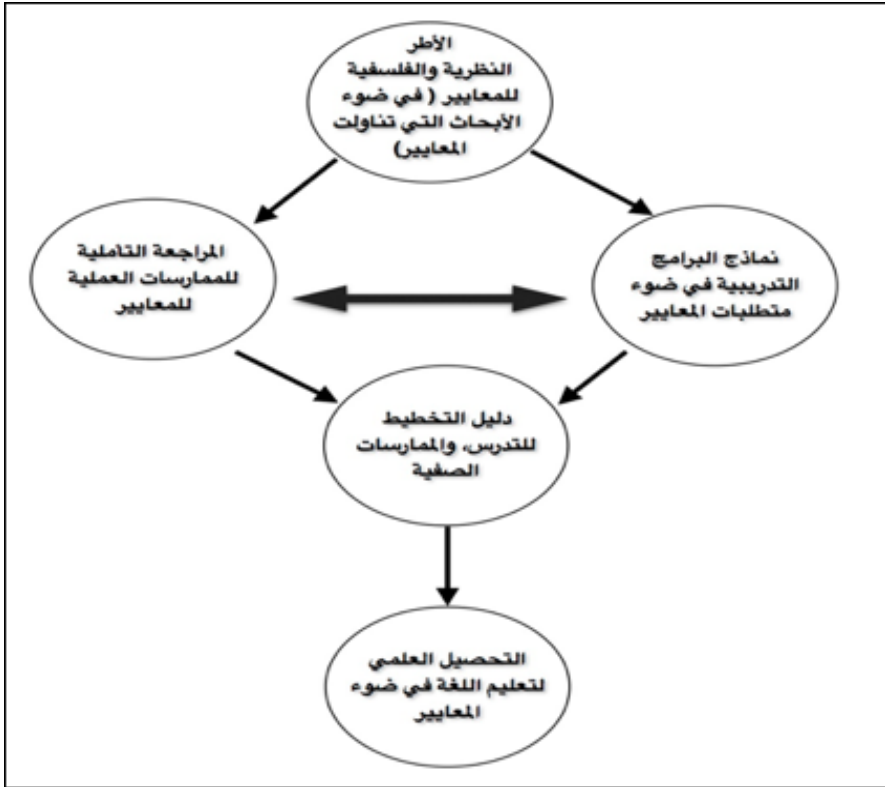 الأطر
النظرية والفلسفية
للمعايير ( في ضوء
الأبحاث التي تناولت
المعايير)
نماذج البرامج
التدريبية في ضوء
متطلبات المعايير
المراجعة التأملية
للممارسات العملية
للمعايير
دليل التخطيط
للتدرس، والممارسات
الصفية
التحصيل العلمي
لتعليم اللغة في ضوء
المعايير